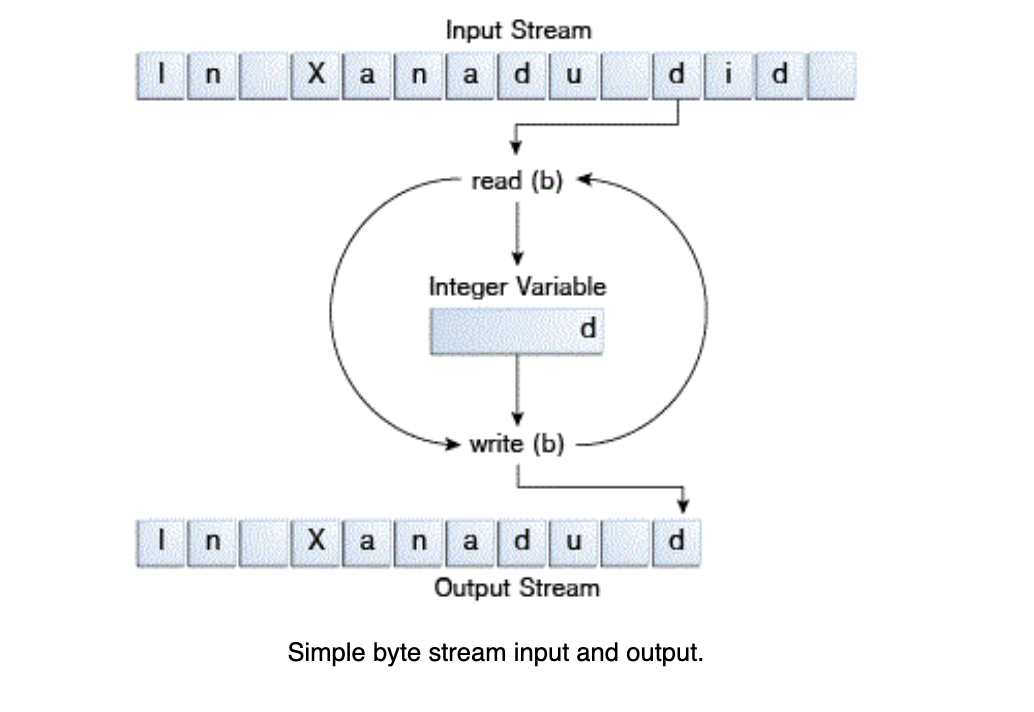 Input Stream
I n   X a n a d u   d i d
read (b)
Integer Variable
d
write (b)
I n   X a n a d u   d
Output Stream
Simple byte stream input and output.